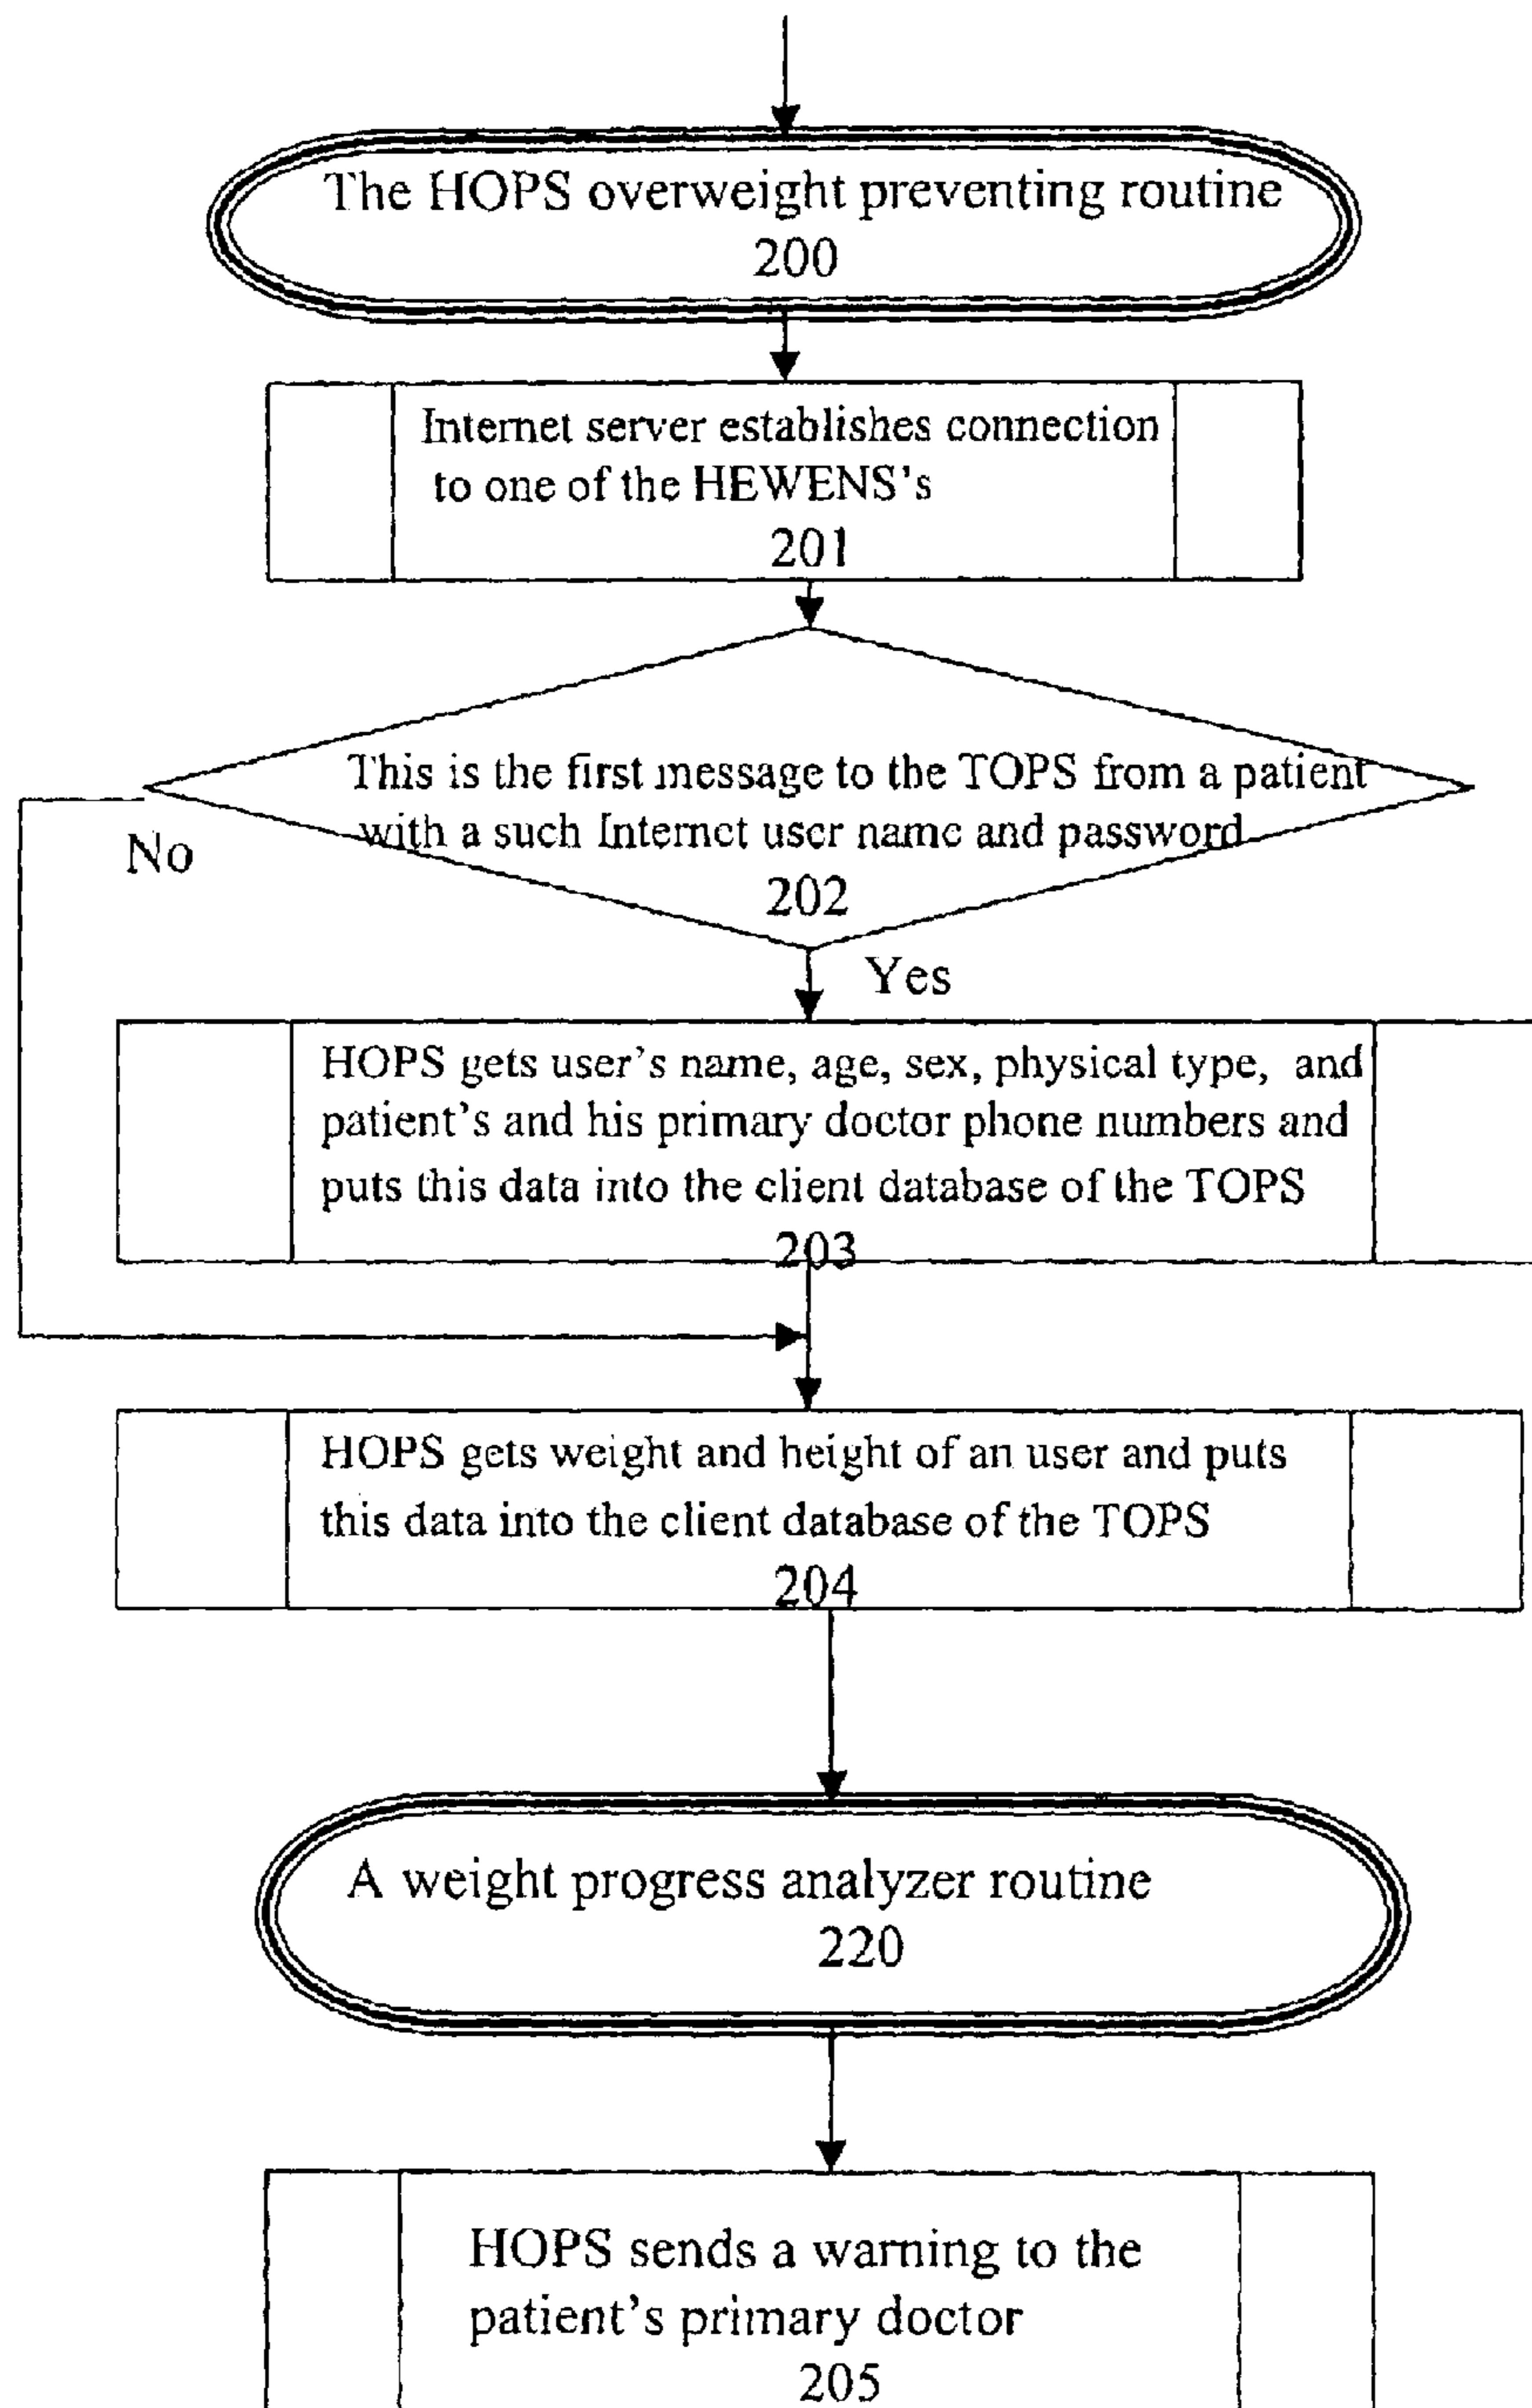 The HOPS overweight preventing routine
200
Internet server establishes connection
to one of the HEWENS's
201
This is the first message to the TOPS from a patient
with a such Internet user name and password
202
No
Yes
HOPS gets user's name, age, sex, physical type, and
patient's and his primary doctor phone numbers and
puts this data into the client database of the TOPS
203
HOPS gets weight and height of an user and puts
this data into the client database of the TOPS
204
A weight progress analyzer routine
220
HOPS sends a warning to the
patient's primary doctor
205